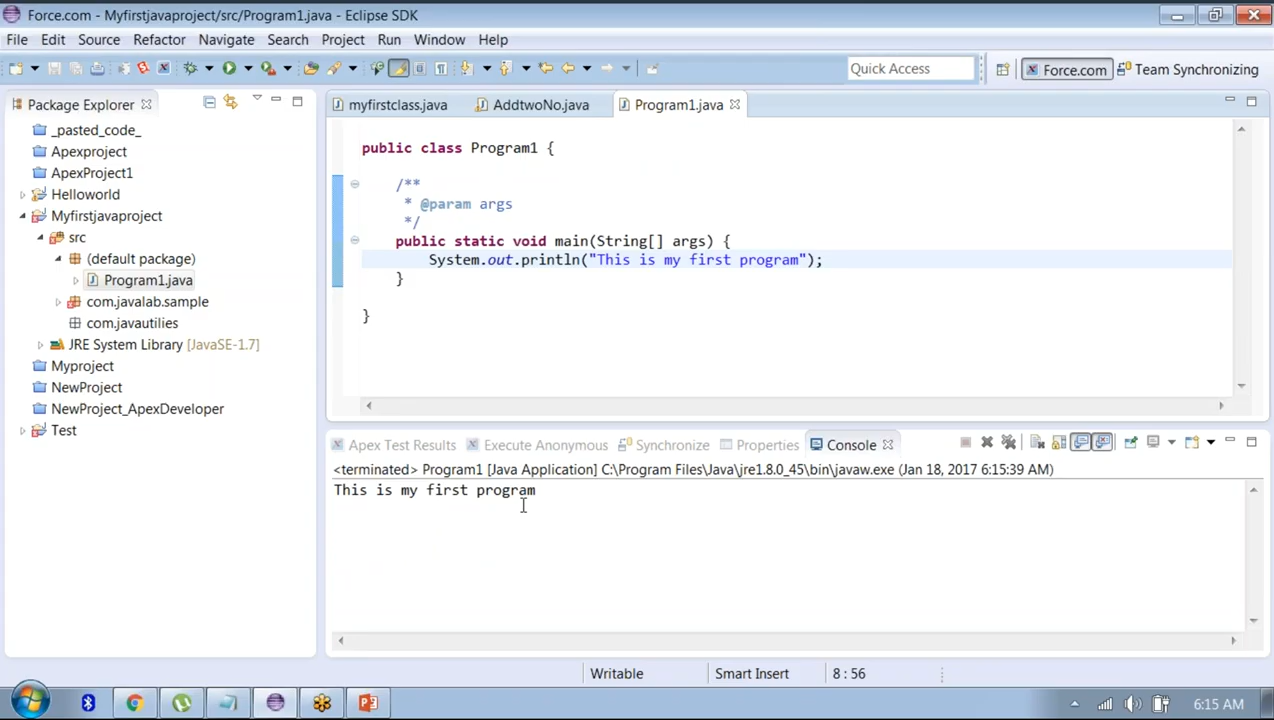 Force.com - Myfirstjavaproject/src/Program1.java - Eclipse SDK
File Edit Source Refactor Navigate Search Project Run Window Help
Quick Access Force.com Team Synchronizing
Package Explorer
_pasted_code_
Apexproject
ApexProject1
Helloworld
Myfirstjavaproject
src
(default package)
Program1.java
com.javalab.sample
com.javautilies
JRE System Library [JavaSE-1.7]
Myproject
NewProject
NewProject_ApexDeveloper
Test
myfirstclass.java AddtwoNo.java Program1.java
public class Program1 {
/**
* @param args
*/
public static void main(String[] args) {
System.out.println("This is my first program");
}
}
Apex Test Results Execute Anonymous Synchronize Properties Console
<terminated> Program1 [Java Application] C:\Program Files\Java\jre1.8.0_45\bin\javaw.exe (Jan 18, 2017 6:15:39 AM)
This is my first program
Writable Smart Insert 8 : 56
6:15 AM